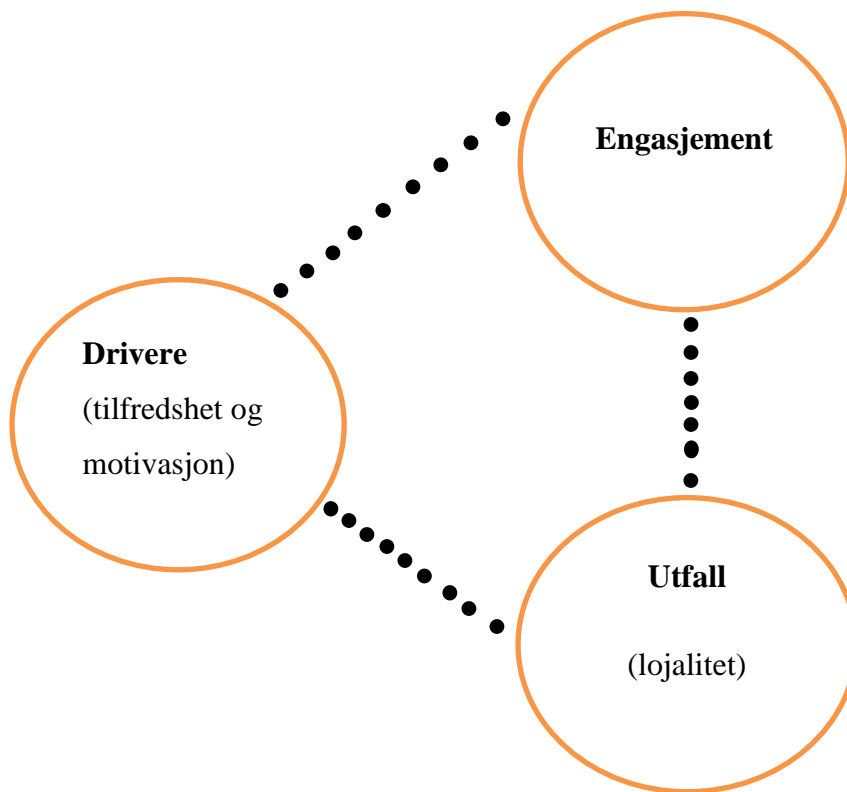 Engasjement
Drivere
(tilfredshet og
motivasjon)
Utfall
(lojalitet)